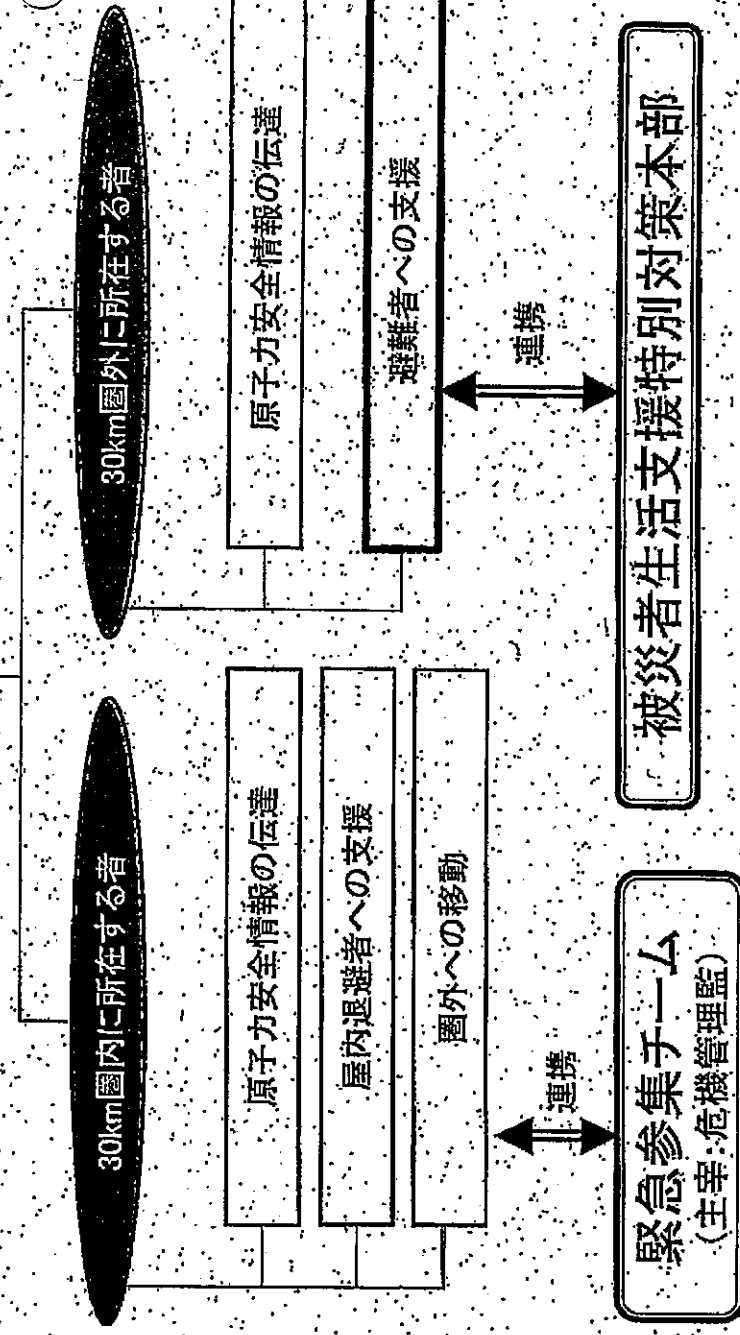 30km圏内に所在する者
原子力安全情報の伝達
屋内退避者への支援
圏外への移動
連携
緊急参集チーム
(主宰:危機管理監)
30km圏外に所在する者
原子力安全情報の伝達
避難者への支援
連携
被災者生活支援特別対策本部